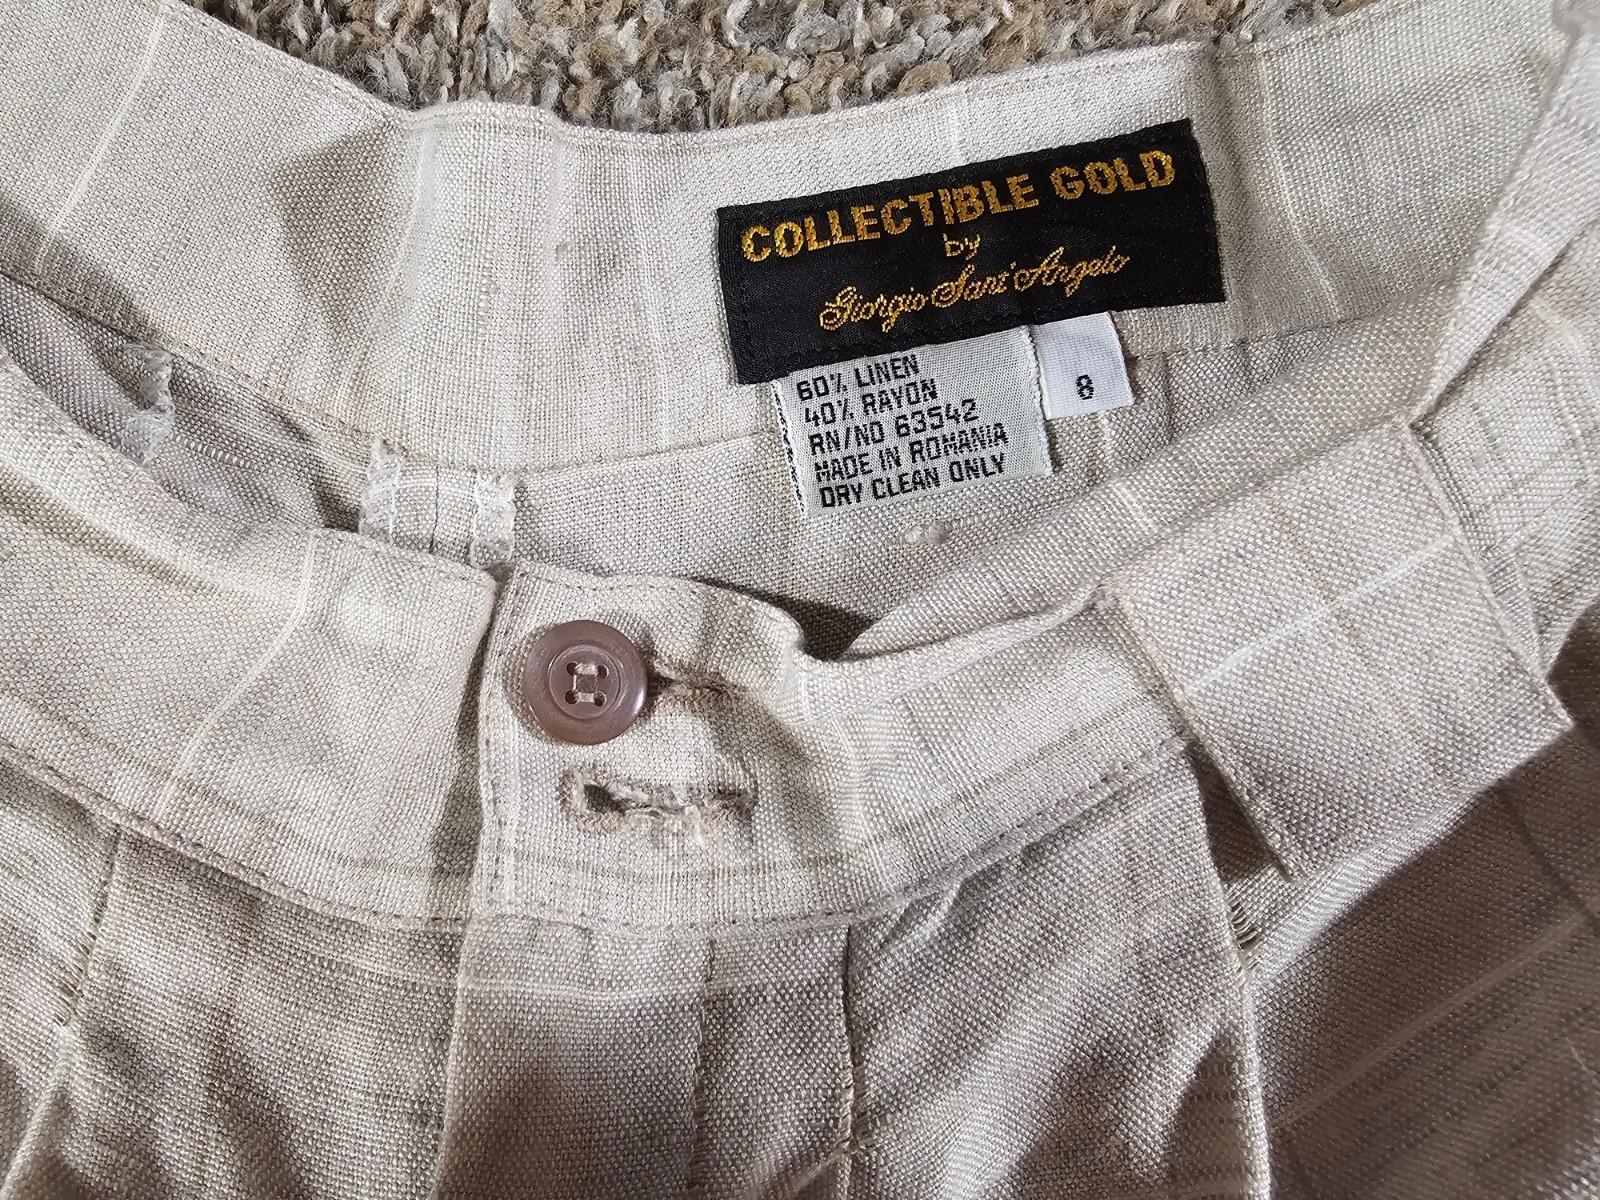 COLLECTIBLE GOLD
by
Giorgio Sant'Angelo
60% LINEN
40% RAYON
RN/NO 63542
MADE IN ROMANIA
DRY CLEAN ONLY
8